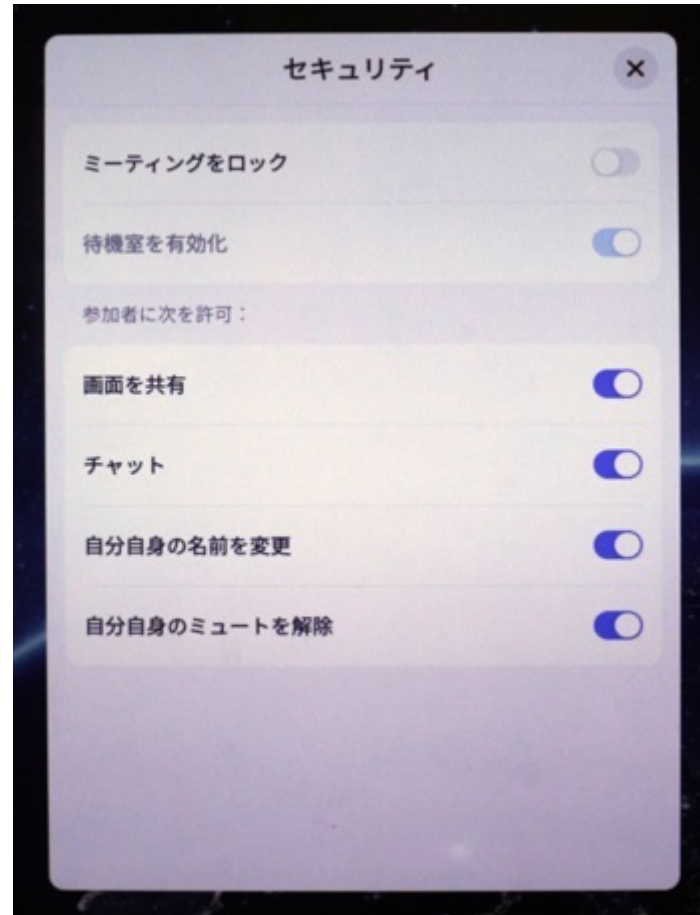 セキュリティ
ミーティングをロック
待機室を有効化
参加者に次を許可：
画面を共有
チャット
自分自身の名前を変更
自分自身のミュートを解除